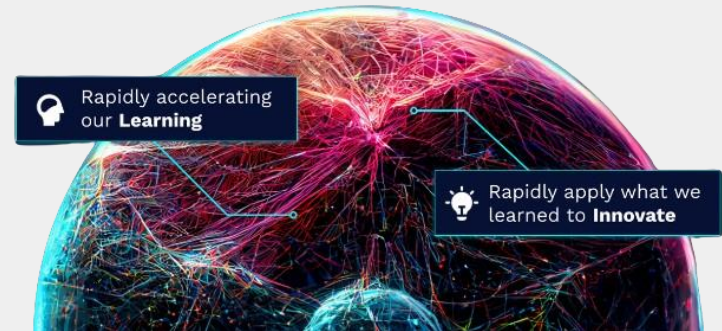 Rapidly accelerating
our Learning
Rapidly apply what we
learned to Innovate